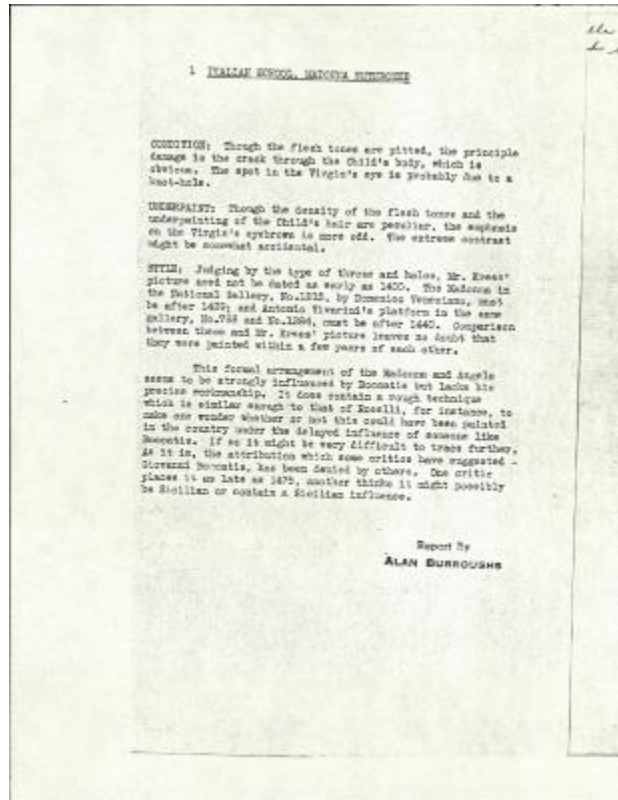 1 ITALIAN SCHOOL, MADONNA ENTHRONED
CONDITION: Though the flesh tones are pitted, the principle
damage is the crack through the Child's body, which is
obvious. The spot in the Virgin's eye is probably due to a
knot-hole.
UNDERPAINT: Though the density of the flesh tones and the
underpainting of the Child's hair are peculiar, the emphasis
on the Virgin's eyebrows is more odd. The extreme contrast
might be somewhat accidental.
STYLE: Judging by the type of throne and halos, Mr. Kress'
picture need not be dated as early as 1400. The Madonna in
the National Gallery, No.1215, by Domenico Veneziano, must
be after 1439; and Antonio Vivarini's platform in the same
gallery, No.768 and No.1284, must be after 1440. Comparison
between these and Mr. Kress' picture leaves no doubt that
they were painted within a few years of each other.
This formal arrangement of the Madonna and Angels
seems to be strongly influenced by Boccatis but lacks his
precise workmanship. It does contain a rough technique
which is similar enough to that of Roselli, for instance, to
make one wonder whether or not this could have been painted
in the country under the delayed influence of someone like
Boccatis. If so it might be very difficult to trace further.
As it is, the attribution which some critics have suggested -
Giovanni Boccatis, has been denied by others. One critic
places it as late as 1475, another thinks it might possibly
be Sicilian or contain a Sicilian influence.
Report By
ALAN BURROUGHS